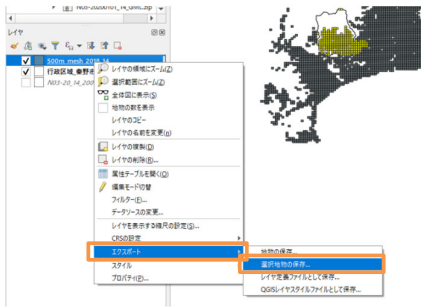 N03-20200101_14_GML.zip
レイヤ
500m_mesh_2018_14
行政区域_秦野市
N03-20_14_200
レイヤの領域にズーム(Z)
選択範囲にズーム(Z)
全体図に表示(S)
地物の数を表示
レイヤのコピー
レイヤの名前を変更(n)
レイヤの複製(D)
レイヤの削除(R)...
属性テーブルを開く(O)
編集モード切替
フィルター(F)...
データソースの変更...
レイヤを表示する縮尺の設定(S)...
CRSの設定
エクスポート
スタイル
プロパティ(P)...
地物の保存...
選択地物の保存...
レイヤ定義ファイルとして保存...
QGISレイヤスタイルファイルとして保存...